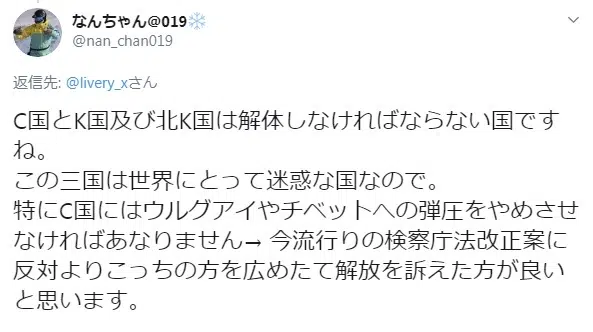 なんちゃん@019❄
@nan_chan019
返信先: @livery_xさん
C国とK国及び北K国は解体しなければならない国です
ね。
この三国は世界にとって迷惑な国なので。
特にC国にはウルグアイやチベットへの弾圧をやめさせ
なければあなりません→ 今流行りの検察庁法改正案に
反対よりこっちの方を広めたて解放を訴えた方が良い
と思います。